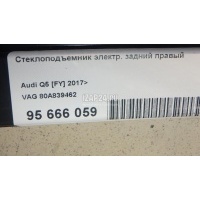 Стеклоподъемник электр. задний правый
Audi Q5 [FY] 2017>
VAG 80A839462
95 666 059